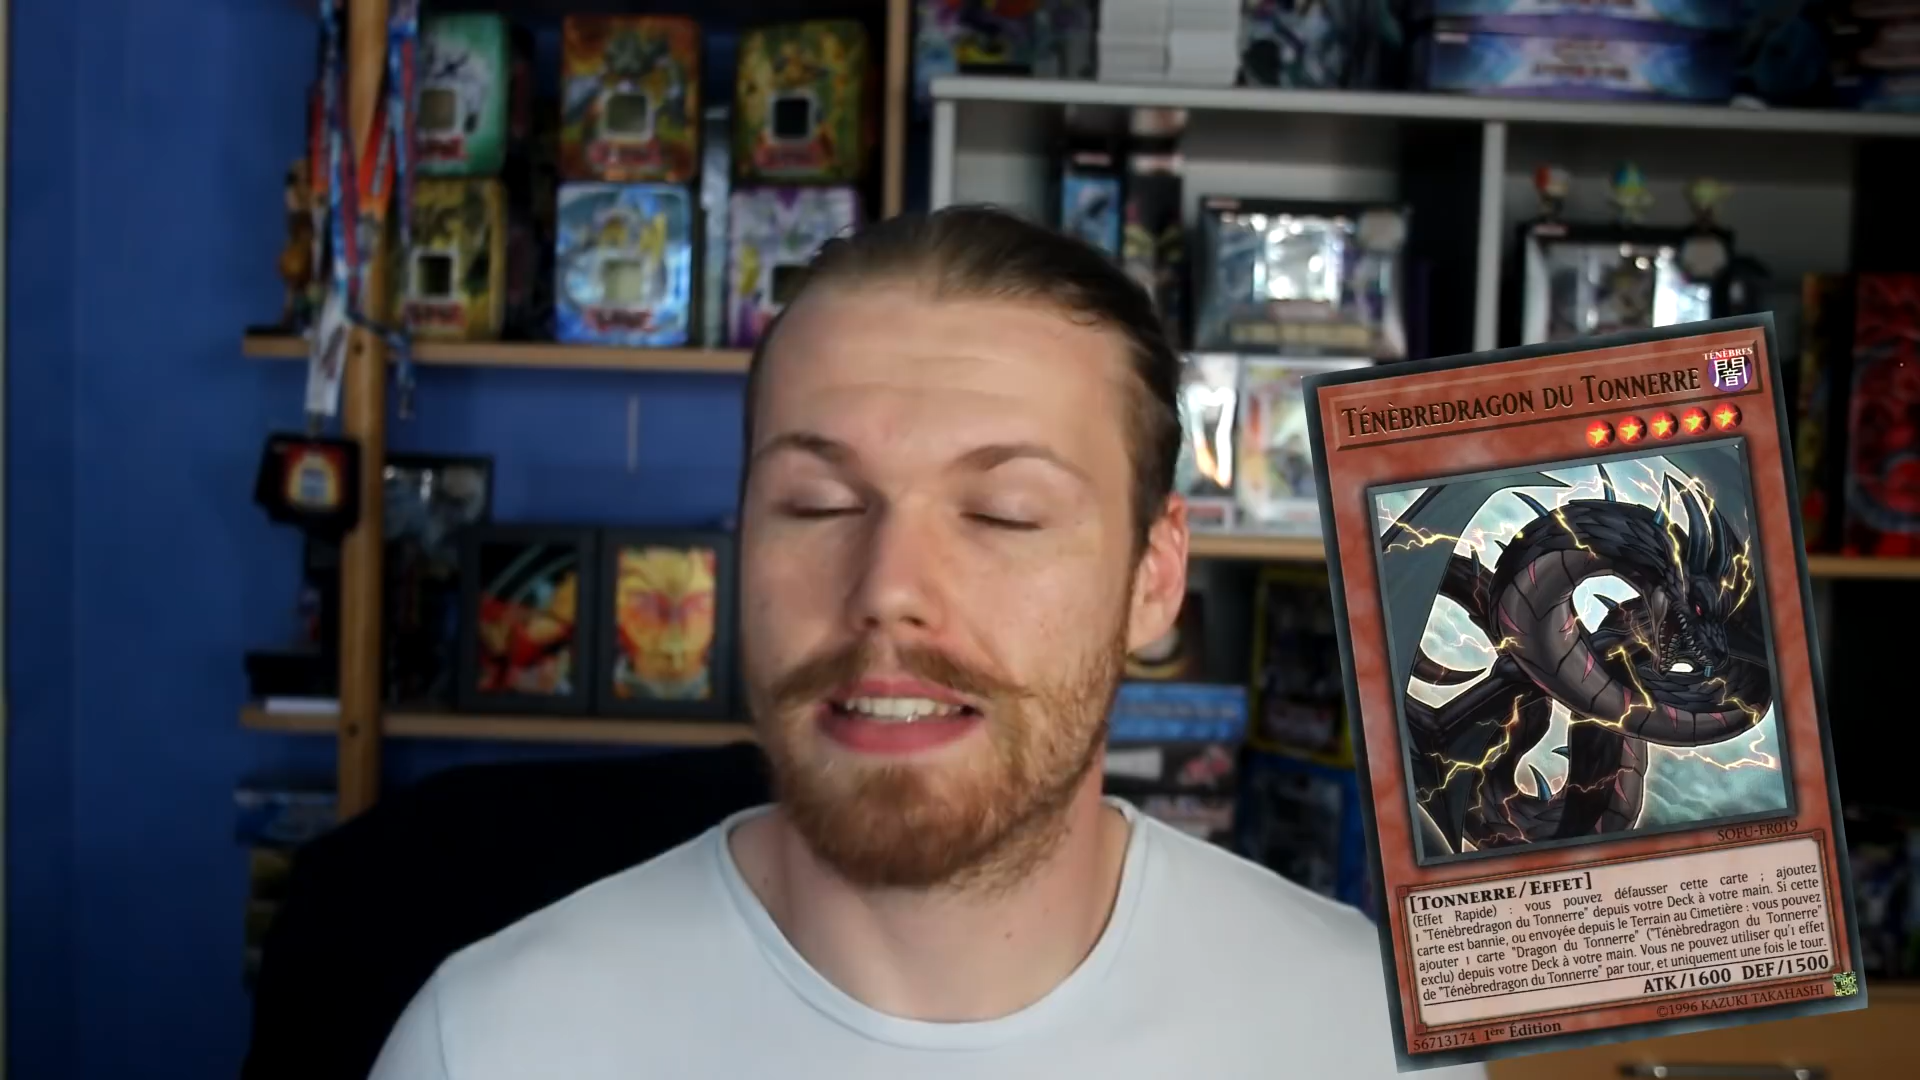 TÉNÈBREDRAGON DU TONNERRE
TÉNÈBRES
闇
SOFU-FR019
[TONNERRE/EFFET]
(Effet Rapide) : vous pouvez défausser cette carte ; ajoutez
1 "Ténèbredragon du Tonnerre" depuis votre Deck à votre main. Si cette
carte est bannie, ou envoyée depuis le Terrain au Cimetière : vous pouvez
ajouter 1 carte "Dragon du Tonnerre" ("Ténèbredragon du Tonnerre"
exclu) depuis votre Deck à votre main. Vous ne pouvez utiliser qu'1 effet
de "Ténèbredragon du Tonnerre" par tour, et uniquement une fois le tour.
ATK/1600 DEF/1500
56713174 1ère Édition
©1996 KAZUKI TAKAHASHI